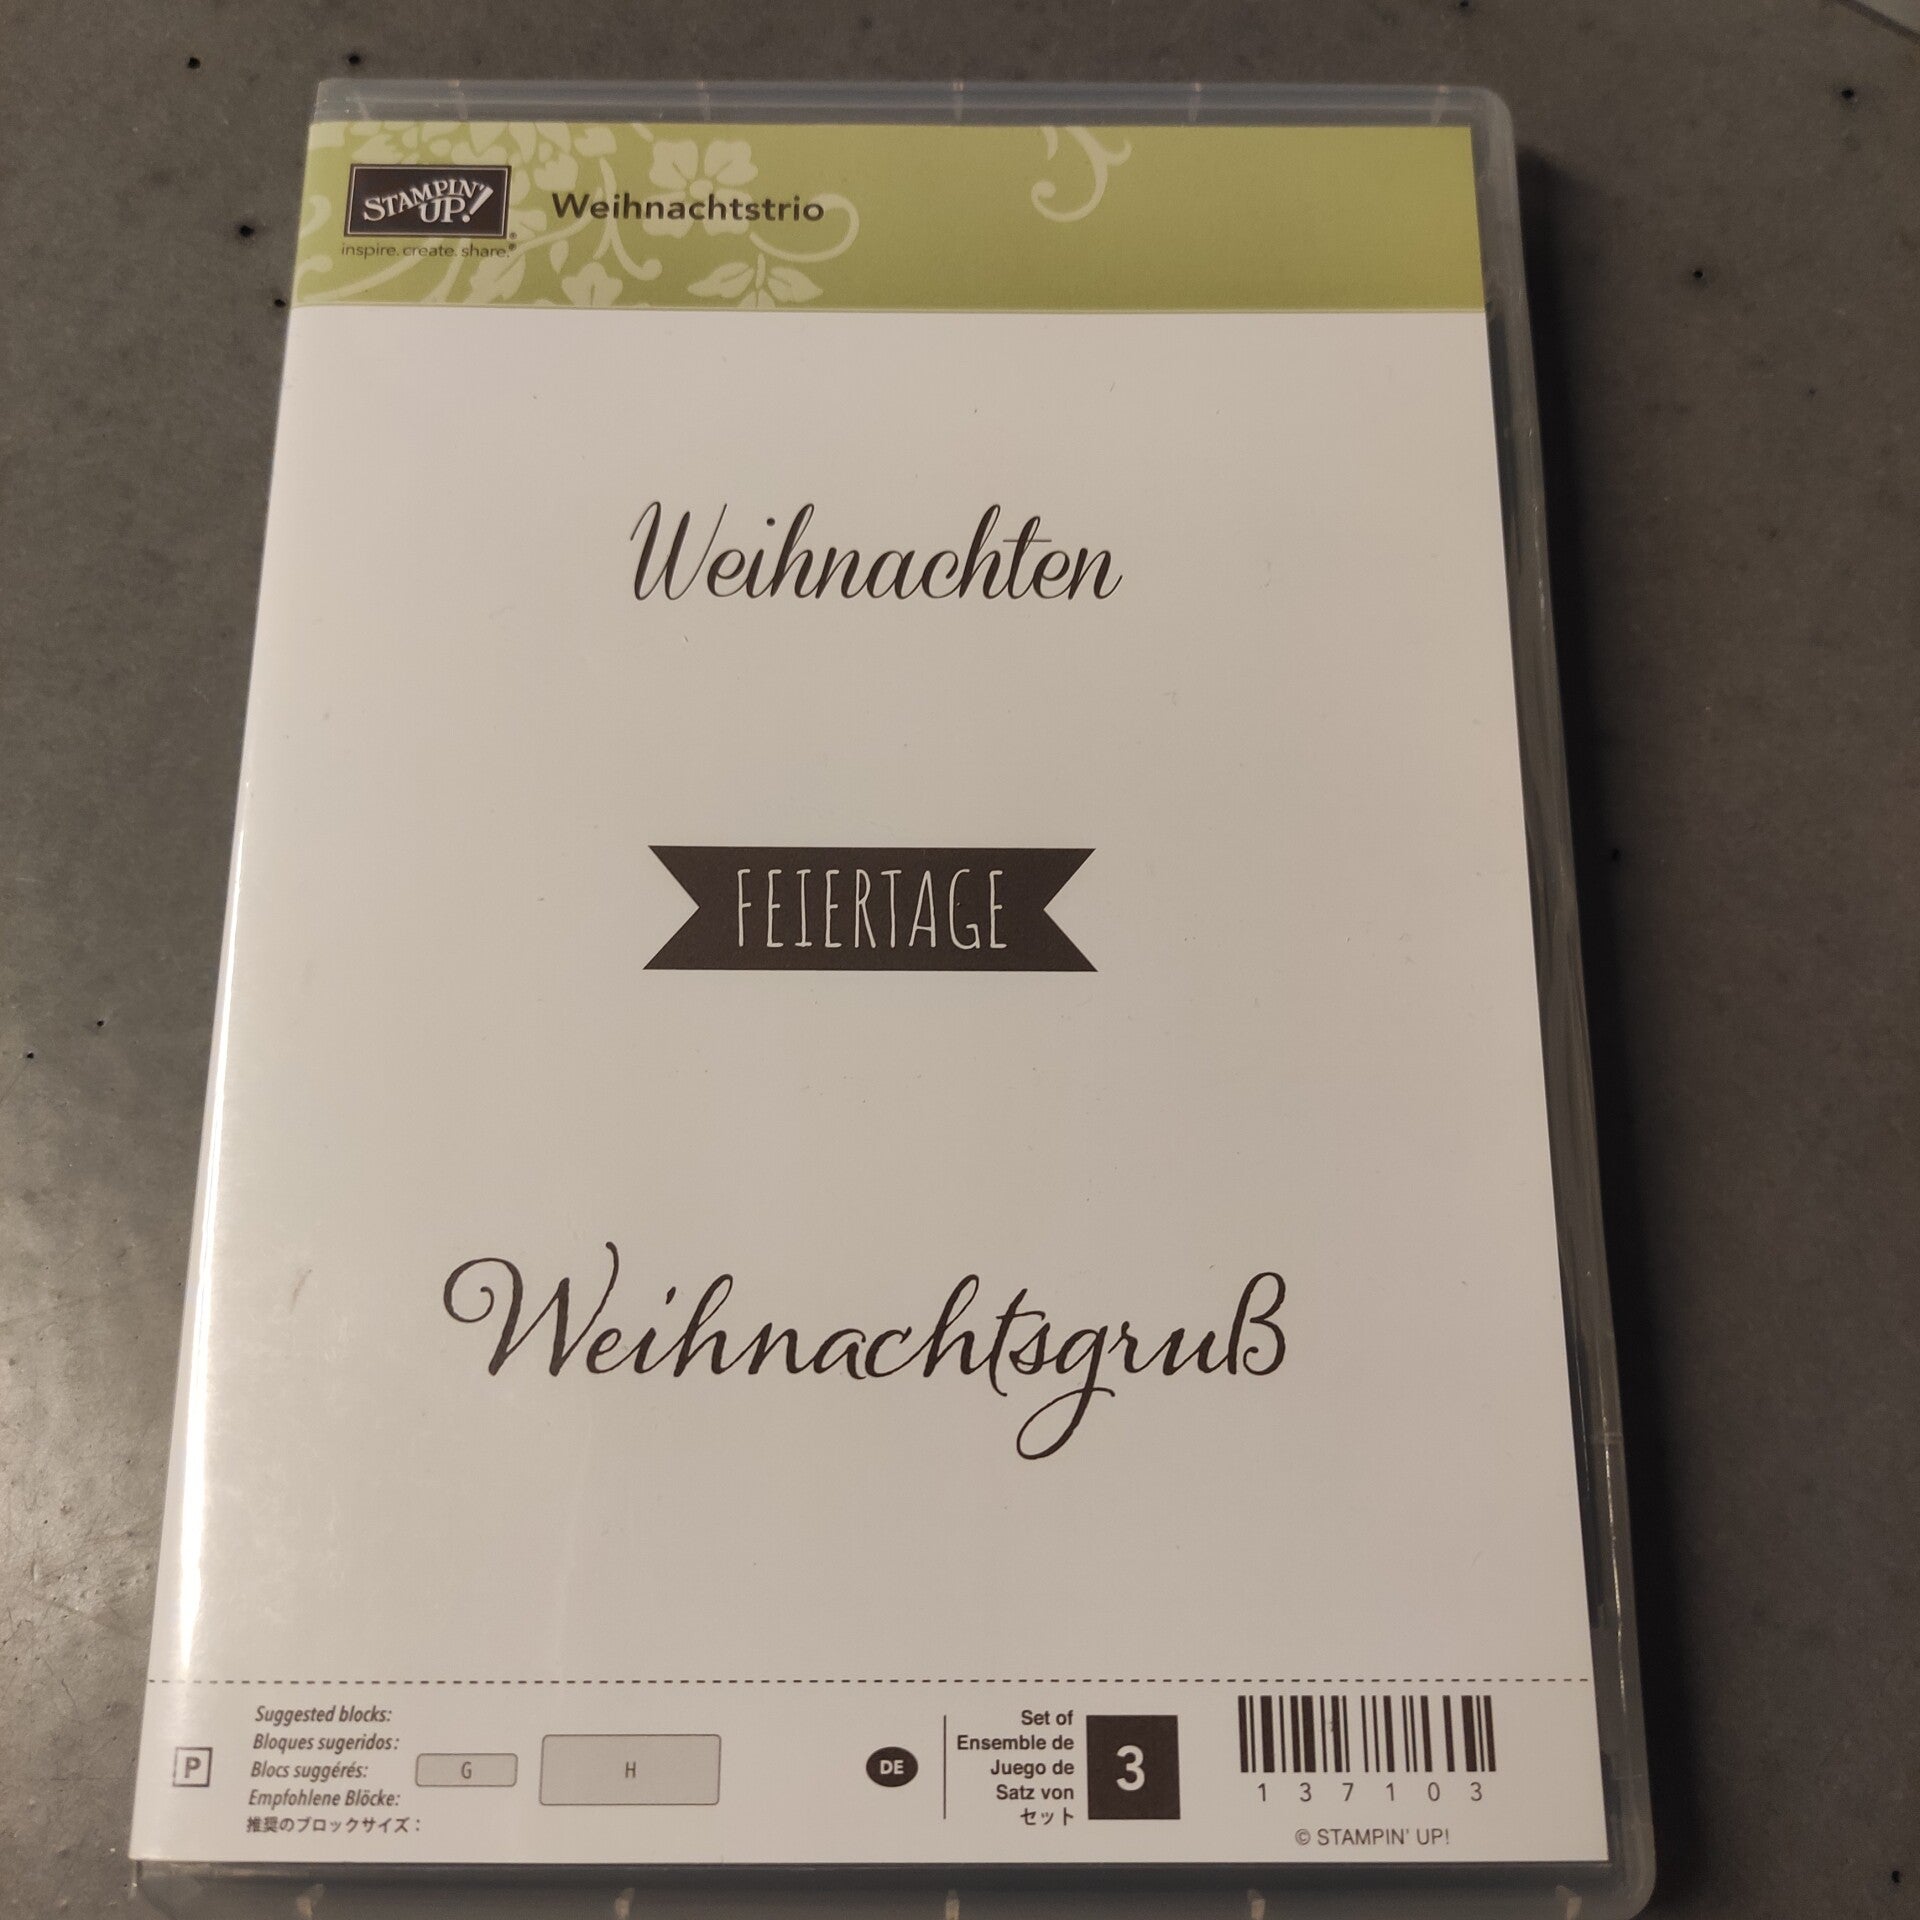 STAMPIN' UP!®
inspire. create. share.®
Weihnachtstrio
Weihnachten
FEIERTAGE
Weihnachtsgruß
P
Suggested blocks:
Bloques sugeridos:
Blocs suggérés:
Empfohlene Blöcke:
推奨のブロックサイズ：
G
H
DE
Set of
Ensemble de
Juego de
Satz von
セット
3
137103
© STAMPIN' UP!